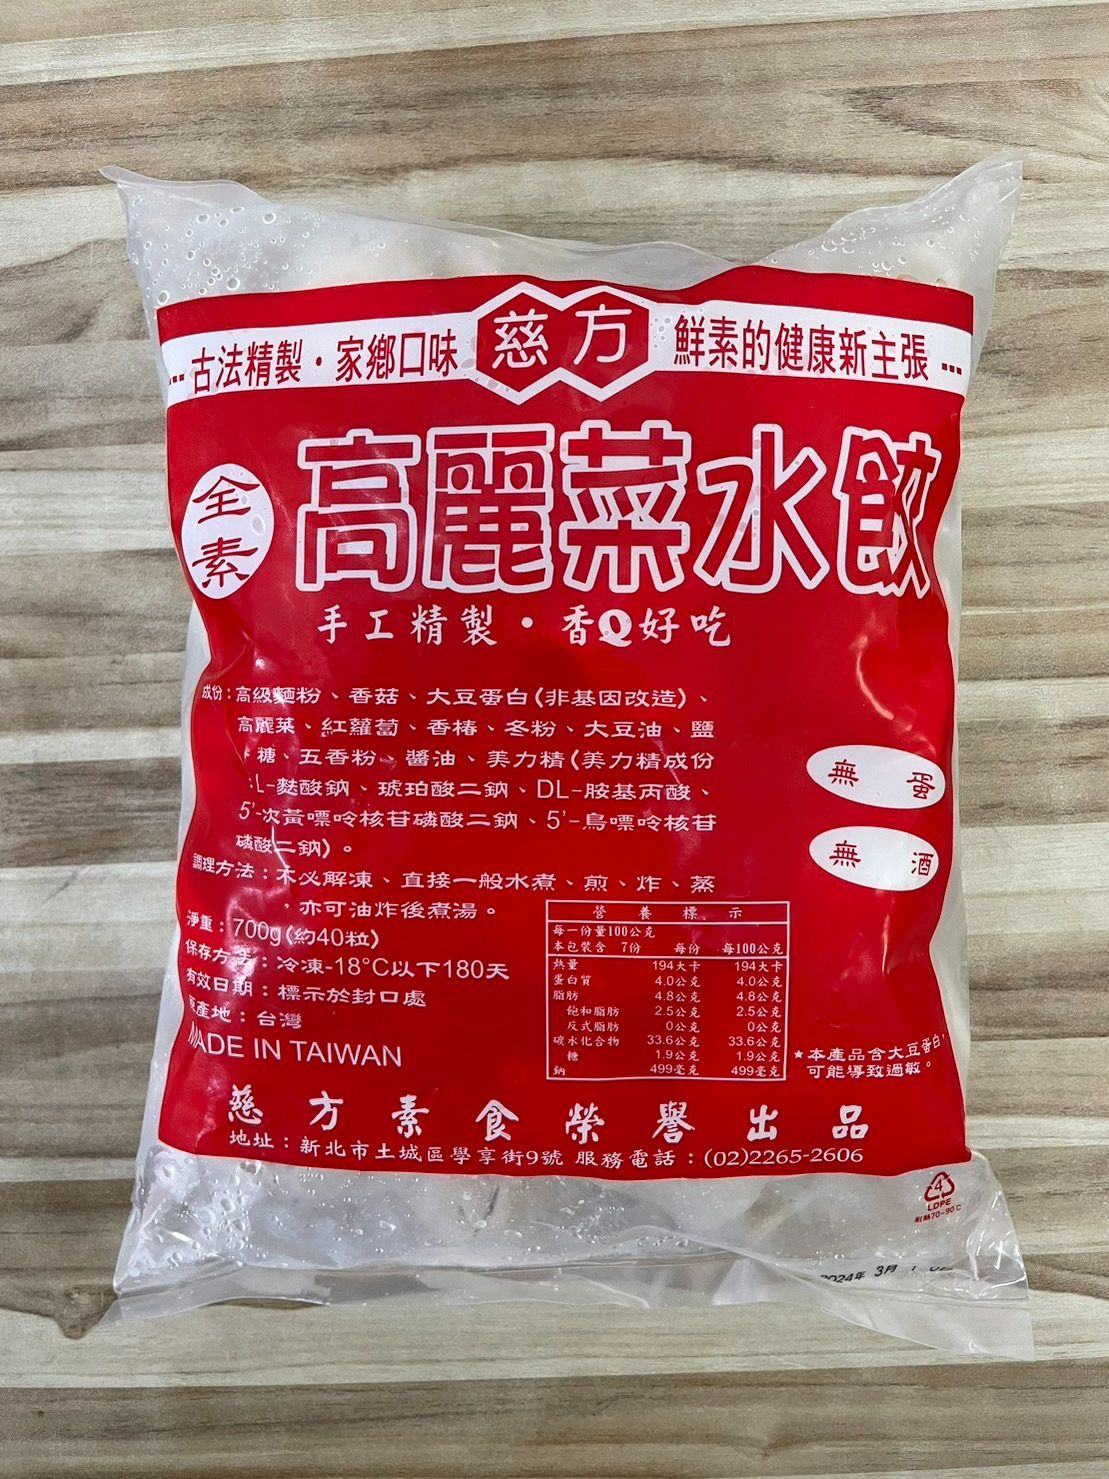 ... 古法精製·家鄉口味
慈方
鮮素的健康新主張 ...
全素
高麗菜水餃
手工精製·香Q好吃
成份：高級麵粉、香菇、大豆蛋白(非基因改造)、
高麗菜、紅蘿蔔、香椿、冬粉、大豆油、鹽
糖、五香粉、醬油、美力精(美力精成份
L-麩酸鈉、琥珀酸二鈉、DL-胺基丙酸、
5'-次黃嘌呤核苷磷酸二鈉、5'-鳥嘌呤核苷
磷酸二鈉)。
調理方法：不必解凍、直接一般水煮、煎、炸、蒸
，亦可油炸後煮湯。
淨重：700g(約40粒)
保存方法：冷凍-18°C以下180天
有效日期：標示於封口處
產地：台灣
MADE IN TAIWAN
無蛋
無酒
營養標示
每一份量100公克
本包裝含 7份 每份 每100公克
熱量 194大卡 194大卡
蛋白質 4.0公克 4.0公克
脂肪 4.8公克 4.8公克
飽和脂肪 2.5公克 2.5公克
反式脂肪 0公克 0公克
碳水化合物 33.6公克 33.6公克
糖 1.9公克 1.9公克
鈉 499毫克 499毫克
★本產品含大豆蛋白，
可能導致過敏。
慈方素食榮譽出品
地址：新北市土城區學享街9號 服務電話：(02)2265-2606
4
LDPE
耐熱70-90°C
2024年 3月